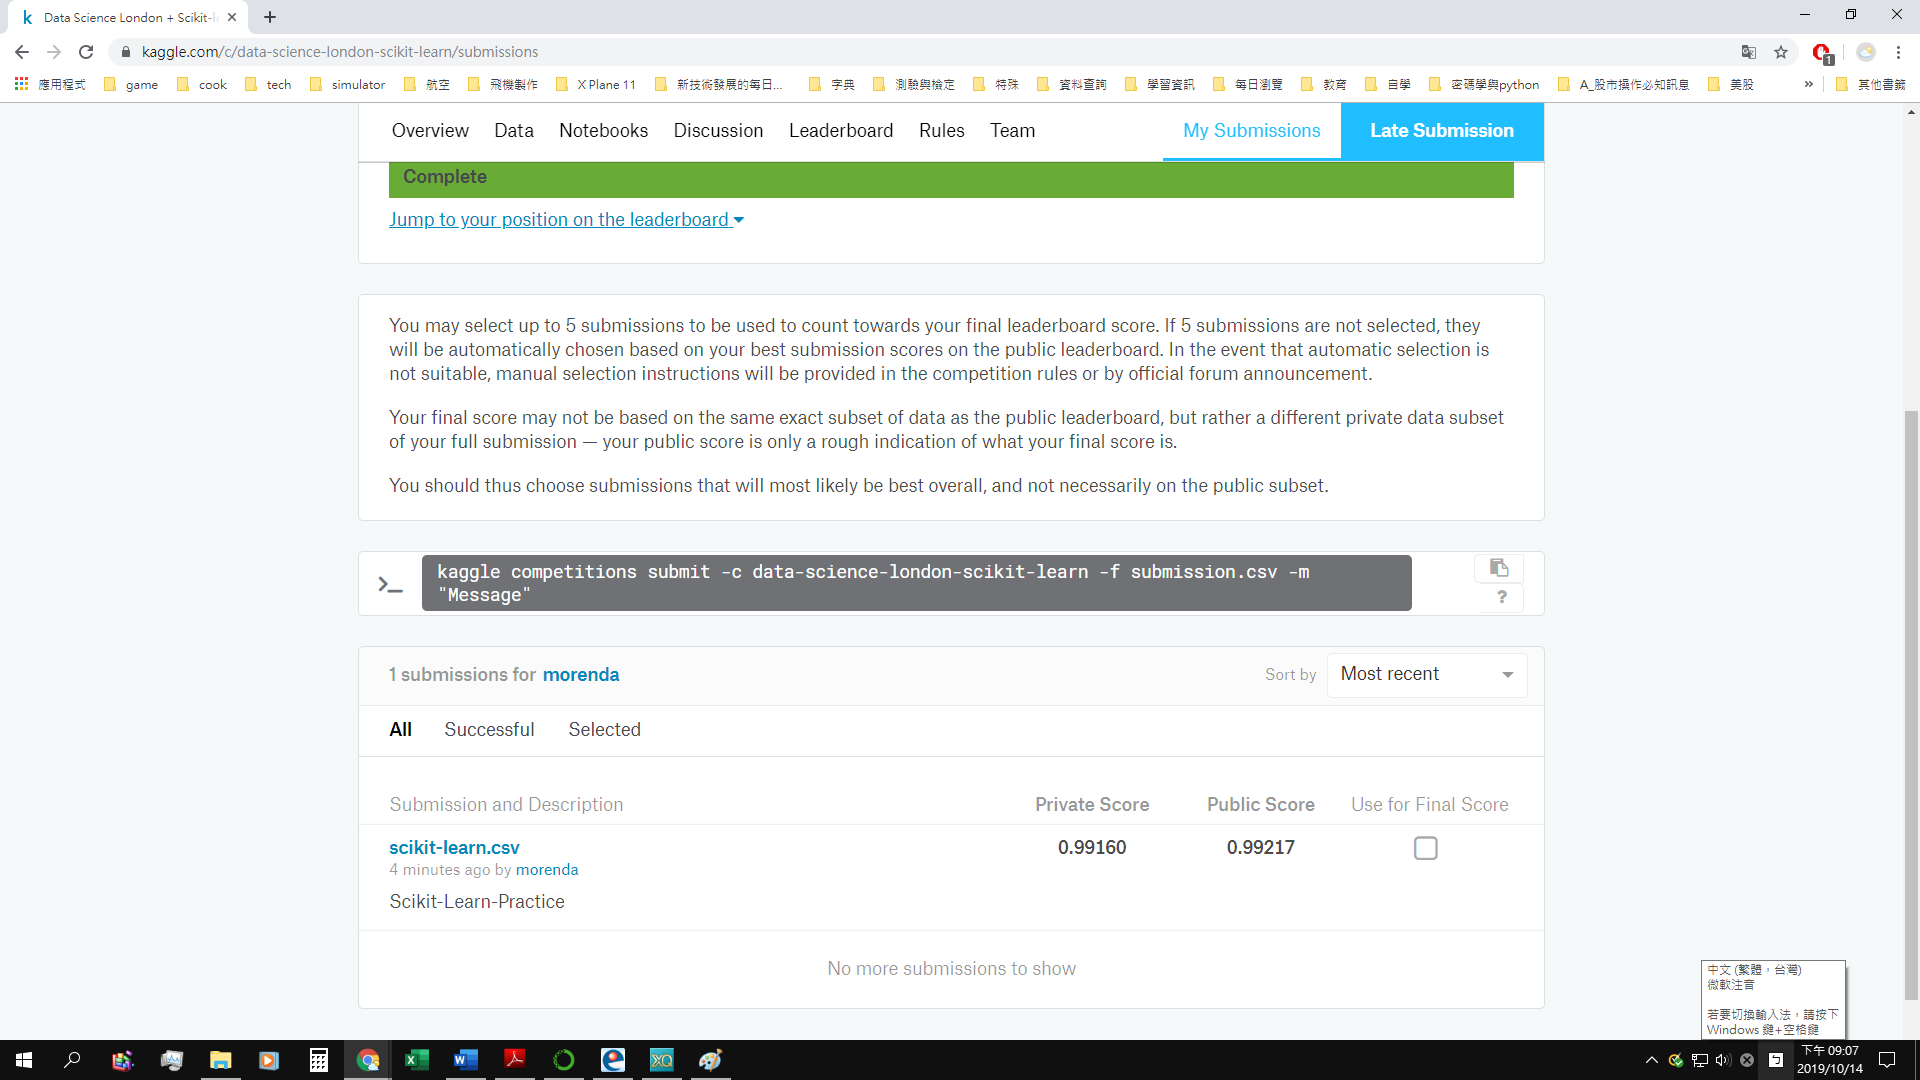 Data Science London + Scikit-l
kaggle.com/c/data-science-london-scikit-learn/submissions
1
應用程式 game cook tech simulator 航空 飛機製作 X Plane 11 新技術發展的每日... 字典 測驗與檢定 特殊 資料查詢 學習資訊 每日瀏覽 教育 自學 密碼學與python A_股市操作必知訊息 美股 » 其他書籤
Overview Data Notebooks Discussion Leaderboard Rules Team My Submissions Late Submission
Complete
Jump to your position on the leaderboard
You may select up to 5 submissions to be used to count towards your final leaderboard score. If 5 submissions are not selected, they
will be automatically chosen based on your best submission scores on the public leaderboard. In the event that automatic selection is
not suitable, manual selection instructions will be provided in the competition rules or by official forum announcement.
Your final score may not be based on the same exact subset of data as the public leaderboard, but rather a different private data subset
of your full submission — your public score is only a rough indication of what your final score is.
You should thus choose submissions that will most likely be best overall, and not necessarily on the public subset.
>_ kaggle competitions submit -c data-science-london-scikit-learn -f submission.csv -m
"Message"
?
1 submissions for morenda Sort by Most recent
All Successful Selected
Submission and Description Private Score Public Score Use for Final Score
scikit-learn.csv 0.99160 0.99217
4 minutes ago by morenda
Scikit-Learn-Practice
No more submissions to show
中文 (繁體，台灣)
微軟注音
若要切換輸入法，請按下
Windows 鍵+空格鍵
XQ
下午 09:07
2019/10/14